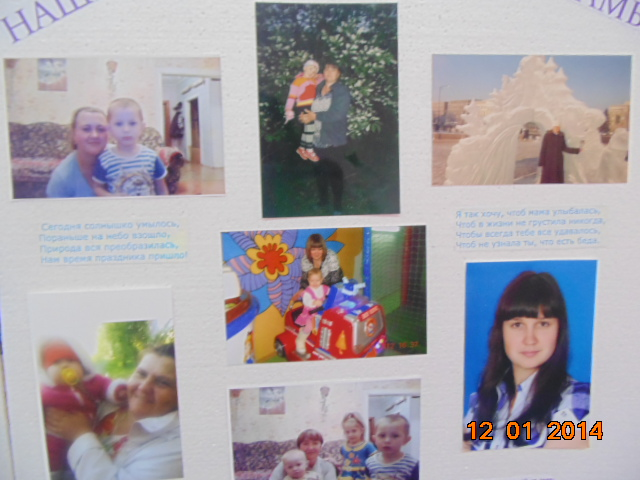 НАШ
Сегодня солнышко умылось,
Пораньше на небо взошло,
Природа вся преобразилась,
Нам время праздника пришло!
Я так хочу, чтоб мама улыбалась,
Чтоб в жизни не грустила никогда,
Чтобы всегда тебе все удавалось,
Чтоб не узнала ты, что есть беда.
12 01 2014